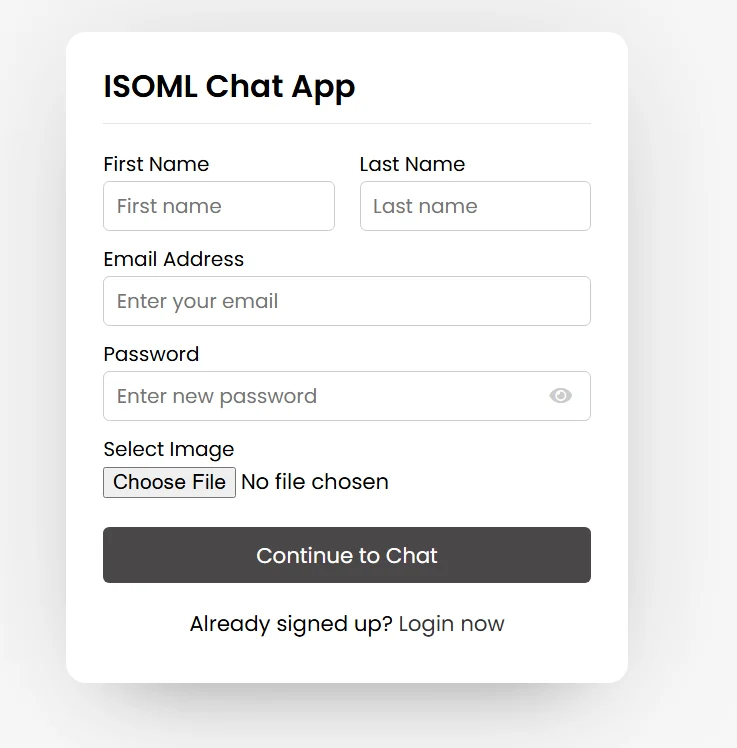 ISOML Chat App
First Name Last Name
First name Last name
Email Address
Enter your email
Password
Enter new password
Select Image
Choose File No file chosen
Continue to Chat
Already signed up? Login now